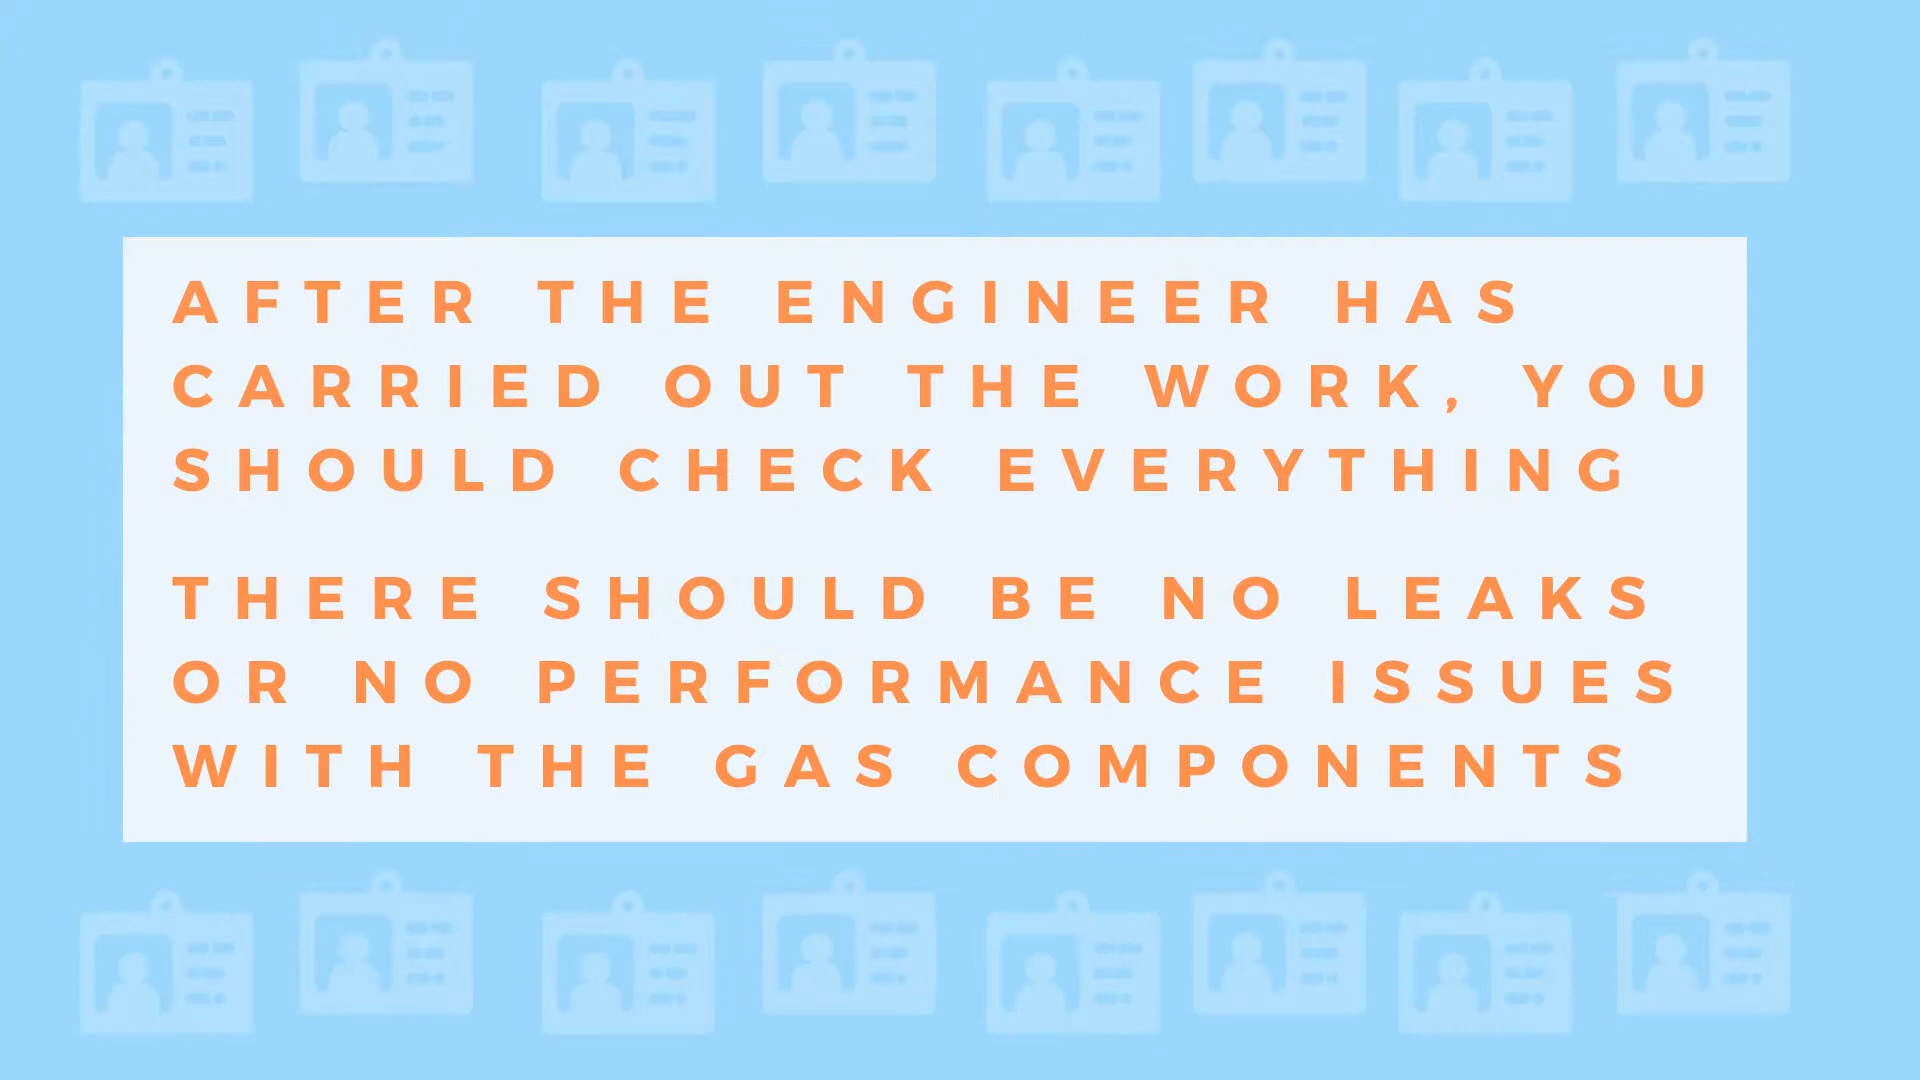 AFTER THE ENGINEER HAS
CARRIED OUT THE WORK, YOU
SHOULD CHECK EVERYTHING
THERE SHOULD BE NO LEAKS
OR NO PERFORMANCE ISSUES
WITH THE GAS COMPONENTS